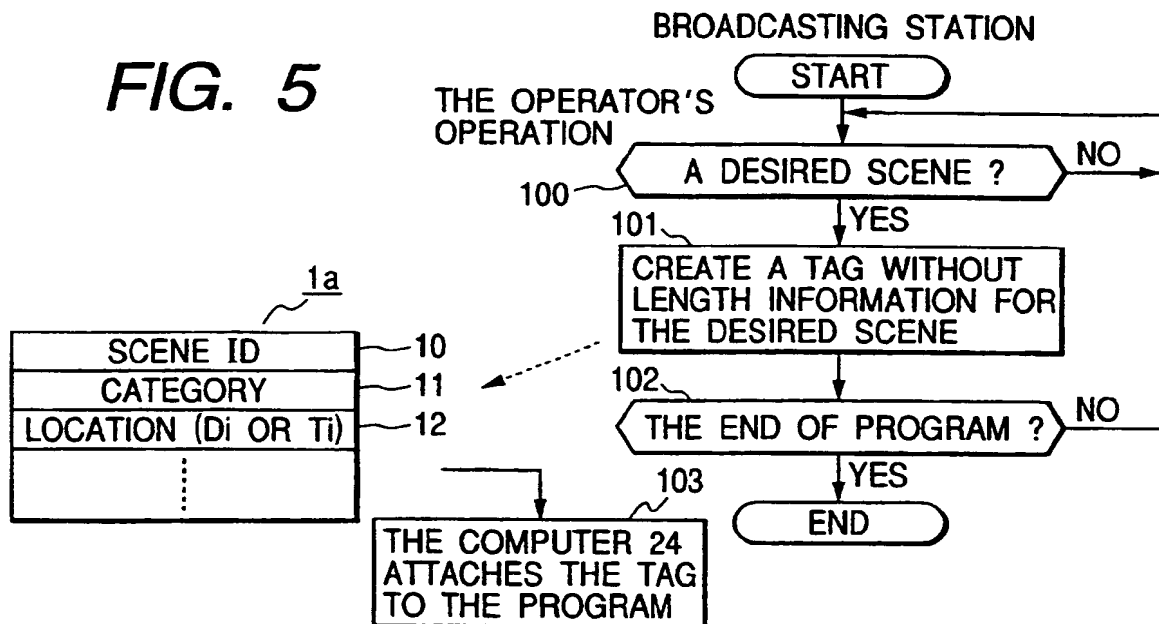 FIG. 5
BROADCASTING STATION
START
THE OPERATOR'S
OPERATION
A DESIRED SCENE ?
NO
100
YES
101
CREATE A TAG WITHOUT
LENGTH INFORMATION FOR
THE DESIRED SCENE
1a
SCENE ID
10
CATEGORY
11
LOCATION (Di OR Ti)
12
102
THE END OF PROGRAM ?
NO
YES
END
103
THE COMPUTER 24
ATTACHES THE TAG
TO THE PROGRAM